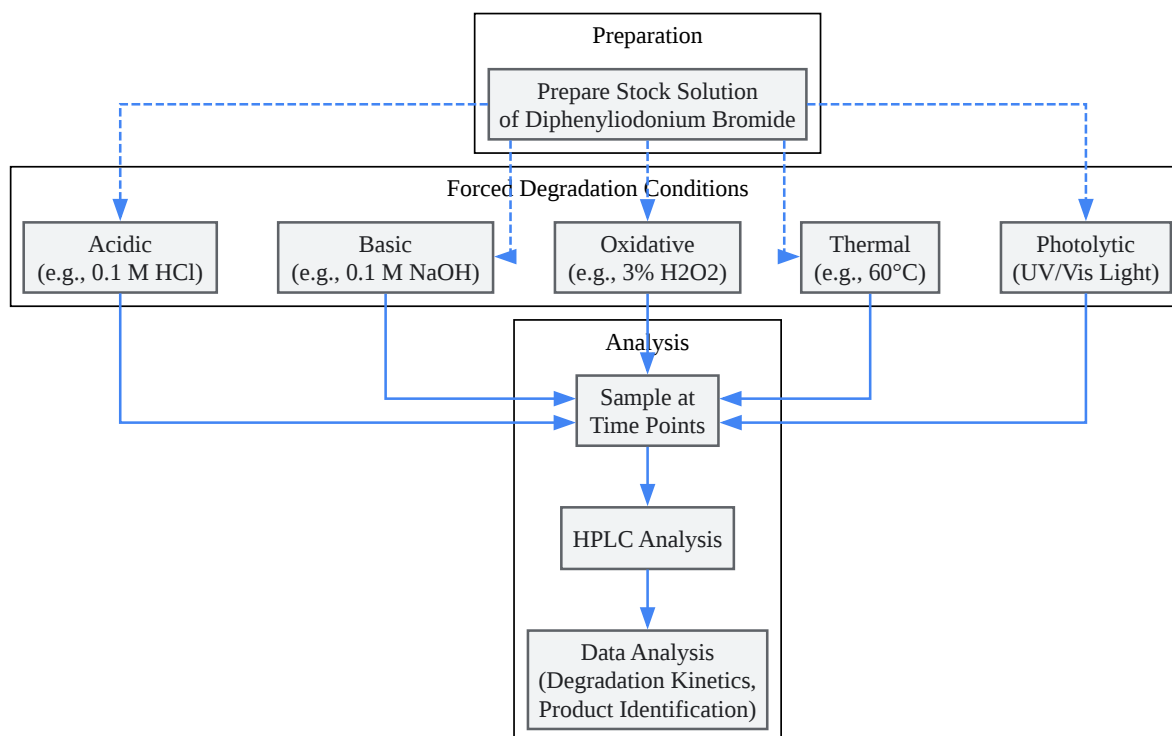 Preparation
Prepare Stock Solution
of Diphenyliodonium Bromide
Forced Degradation Conditions
Acidic
(e.g., 0.1 M HCl)
Basic
(e.g., 0.1 M NaOH)
Oxidative
(e.g., 3% H2O2)
Thermal
(e.g., 60°C)
Photolytic
(UV/Vis Light)
Analysis
Sample at
Time Points
HPLC Analysis
Data Analysis
(Degradation Kinetics,
Product Identification)